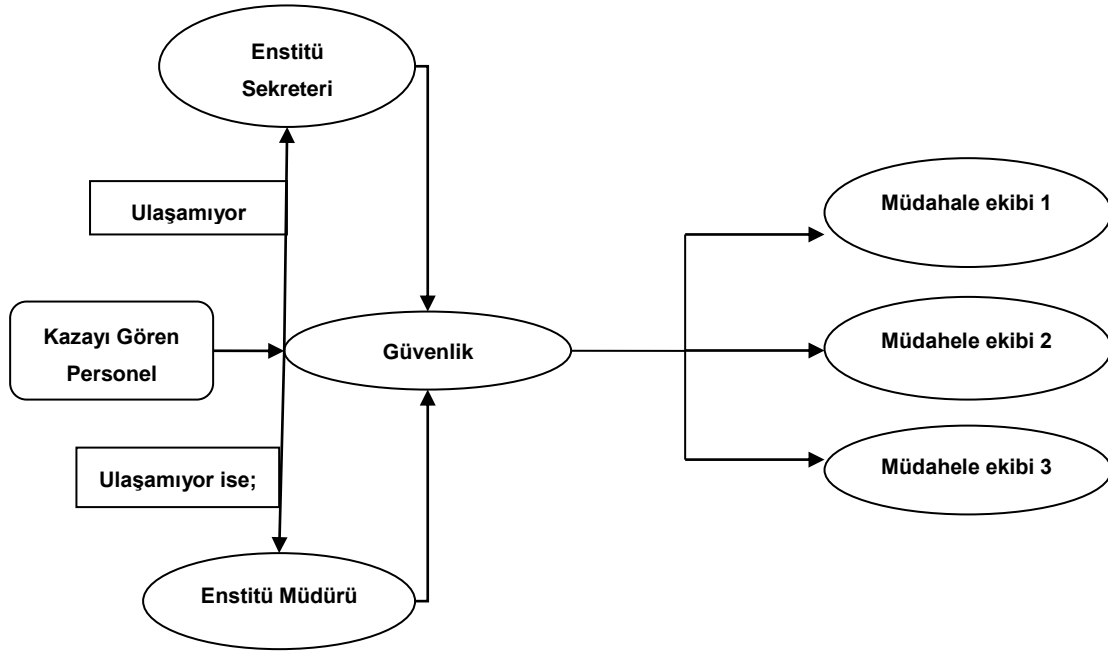 Enstitü
Sekreteri
Ulaşamıyor
Müdahale ekibi 1
Kazayı Gören
Personel
Güvenlik
Müdahele ekibi 2
Ulaşamıyor ise;
Müdahele ekibi 3
Enstitü Müdürü